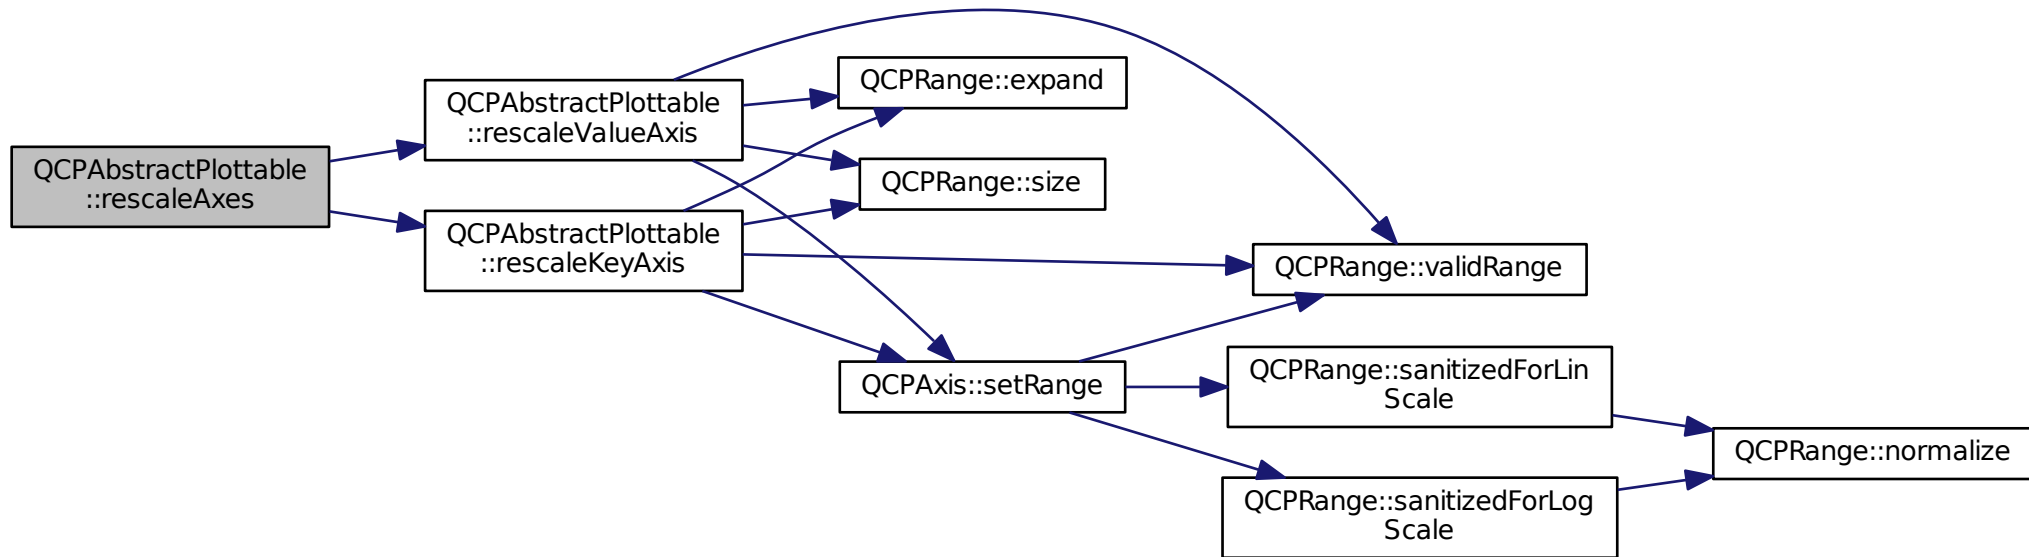 QCPAbstractPlottable
::rescaleAxes
QCPAbstractPlottable
::rescaleValueAxis
QCPAbstractPlottable
::rescaleKeyAxis
QCPRange::expand
QCPRange::size
QCPAxis::setRange
QCPRange::validRange
QCPRange::sanitizedForLin
Scale
QCPRange::sanitizedForLog
Scale
QCPRange::normalize